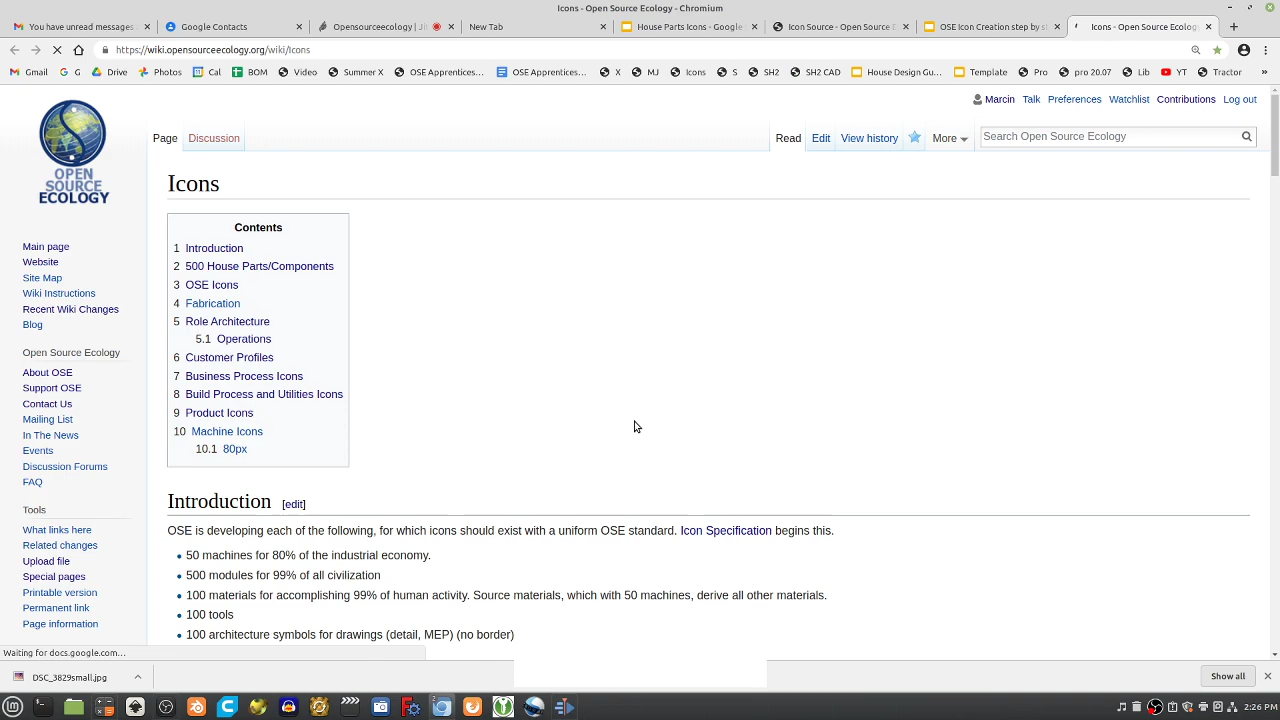 Icons - Open Source Ecology - Chromium
You have unread messages
Google Contacts
Opensourceecology | Ji
New Tab
House Parts Icons - Google
Icon Source - Open Source E
OSE Icon Creation step by s
Icons - Open Source Ecology
https://wiki.opensourceecology.org/wiki/Icons
Gmail G Drive Photos Cal BCAJ Video Summer X OSE Apprentices... OSE Apprentices... X MJ Icons S SH2 SH2 CAD House Design Gu... Template Pro pro 20.07 Lib YT Tractor
Marcin Talk Preferences Watchlist Contributions Log out
Page Discussion Read Edit View history More Search Open Source Ecology
OPEN
SOURCE
ECOLOGY
Main page
Website
Site Map
Wiki Instructions
Recent Wiki Changes
Blog
Open Source Ecology
About OSE
Support OSE
Contact Us
Mailing List
In The News
Events
Discussion Forums
FAQ
Tools
What links here
Related changes
Upload file
Special pages
Printable version
Permanent link
Page information
Icons
Contents
1 Introduction
2 500 House Parts/Components
3 OSE Icons
4 Fabrication
5 Role Architecture
5.1 Operations
6 Customer Profiles
7 Business Process Icons
8 Build Process and Utilities Icons
9 Product Icons
10 Machine Icons
10.1 80px
Introduction [edit]
OSE is developing each of the following, for which icons should exist with a uniform OSE standard. Icon Specification begins this.
50 machines for 80% of the industrial economy.
500 modules for 99% of all civilization
100 materials for accomplishing 99% of human activity. Source materials, which with 50 machines, derive all other materials.
100 tools
100 architecture symbols for drawings (detail, MEP) (no border)
Waiting for docs.google.com...
DSC_3829small.jpg
Show all
2:26 PM